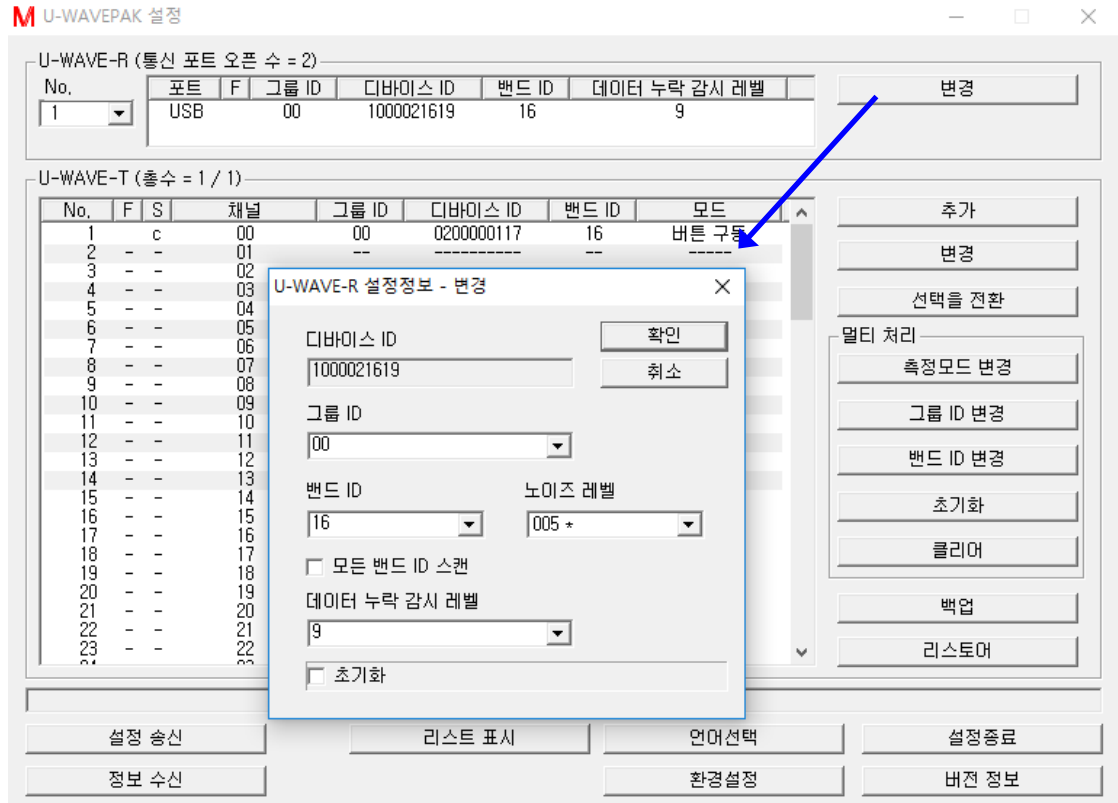 M U-WAVEPAK 설정
U-WAVE-R (통신 포트 오픈 수 = 2)
No. 포트 F 그룹 ID 디바이스 ID 밴드 ID 데이터 누락 감시 레벨 변경
1 USB 00 1000021619 16 9
U-WAVE-T (총수 = 1 / 1)
No. F S 채널 그룹 ID 디바이스 ID 밴드 ID 모드
1 c 00 00 0200000117 16 버튼 구동
2 - - 01 -- ---------- -- -----
3 - - 02
4 - - 03
5 - - 04
6 - - 05
7 - - 06
8 - - 07
9 - - 08
10 - - 09
11 - - 10
12 - - 11
13 - - 12
14 - - 13
15 - - 14
16 - - 15
17 - - 16
18 - - 17
19 - - 18
20 - - 19
21 - - 20
22 - - 21
23 - - 22
U-WAVE-R 설정정보 - 변경
디바이스 ID
1000021619
확인
취소
그룹 ID
00
밴드 ID 노이즈 레벨
16 005 *
모든 밴드 ID 스캔
데이터 누락 감시 레벨
9
초기화
추가
변경
선택을 전환
멀티 처리
측정모드 변경
그룹 ID 변경
밴드 ID 변경
초기화
클리어
백업
리스토어
설정 송신 리스트 표시 언어선택 설정종료
정보 수신 환경설정 버전 정보